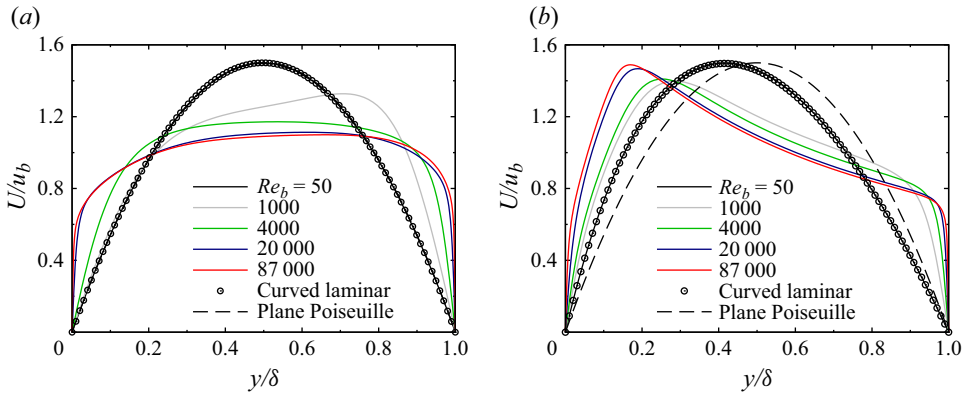 (a)
1.6
1.2
0.8
0.4
0
0.2
0.4
0.6
0.8
1.0
U/u_b
y/δ
Re_b = 50
1000
4000
20 000
87 000
Curved laminar
Plane Poiseuille
(b)
1.6
1.2
0.8
0.4
0
0.2
0.4
0.6
0.8
1.0
U/u_b
y/δ
Re_b = 50
1000
4000
20 000
87 000
Curved laminar
Plane Poiseuille